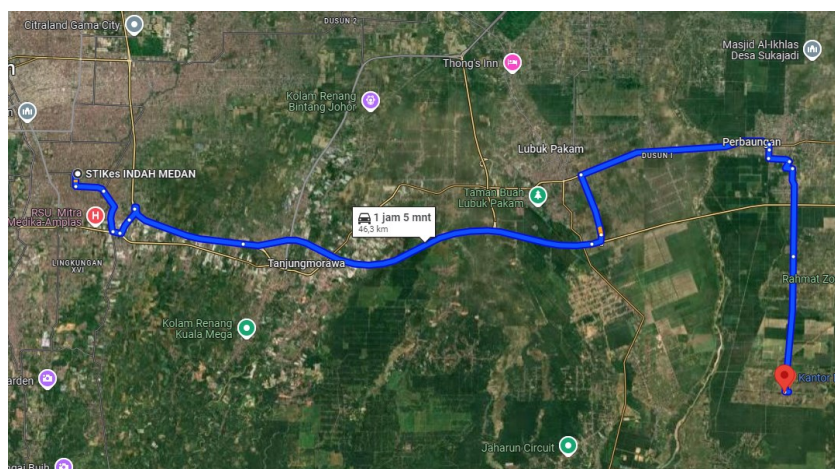 Citraland Gama City
DUSUN 2
Thong's Inn
Masjid Al-Ikhlas
Desa Sukajadi
Kolam Renang
Bintang Johor
Lubuk Pakam
DUSUN 1
Perbaungan
STIKes INDAH MEDAN
Taman Buah
Lubuk Pakam
RSU Mitra
Medika Amplas
1 jam 5 mnt
46,3 km
LINGKUNGAN
XVI
Tanjungmorawa
Rahmat Zo
Kolam Renang
Kuala Mega
arden
Kantor
Jaharun Circuit